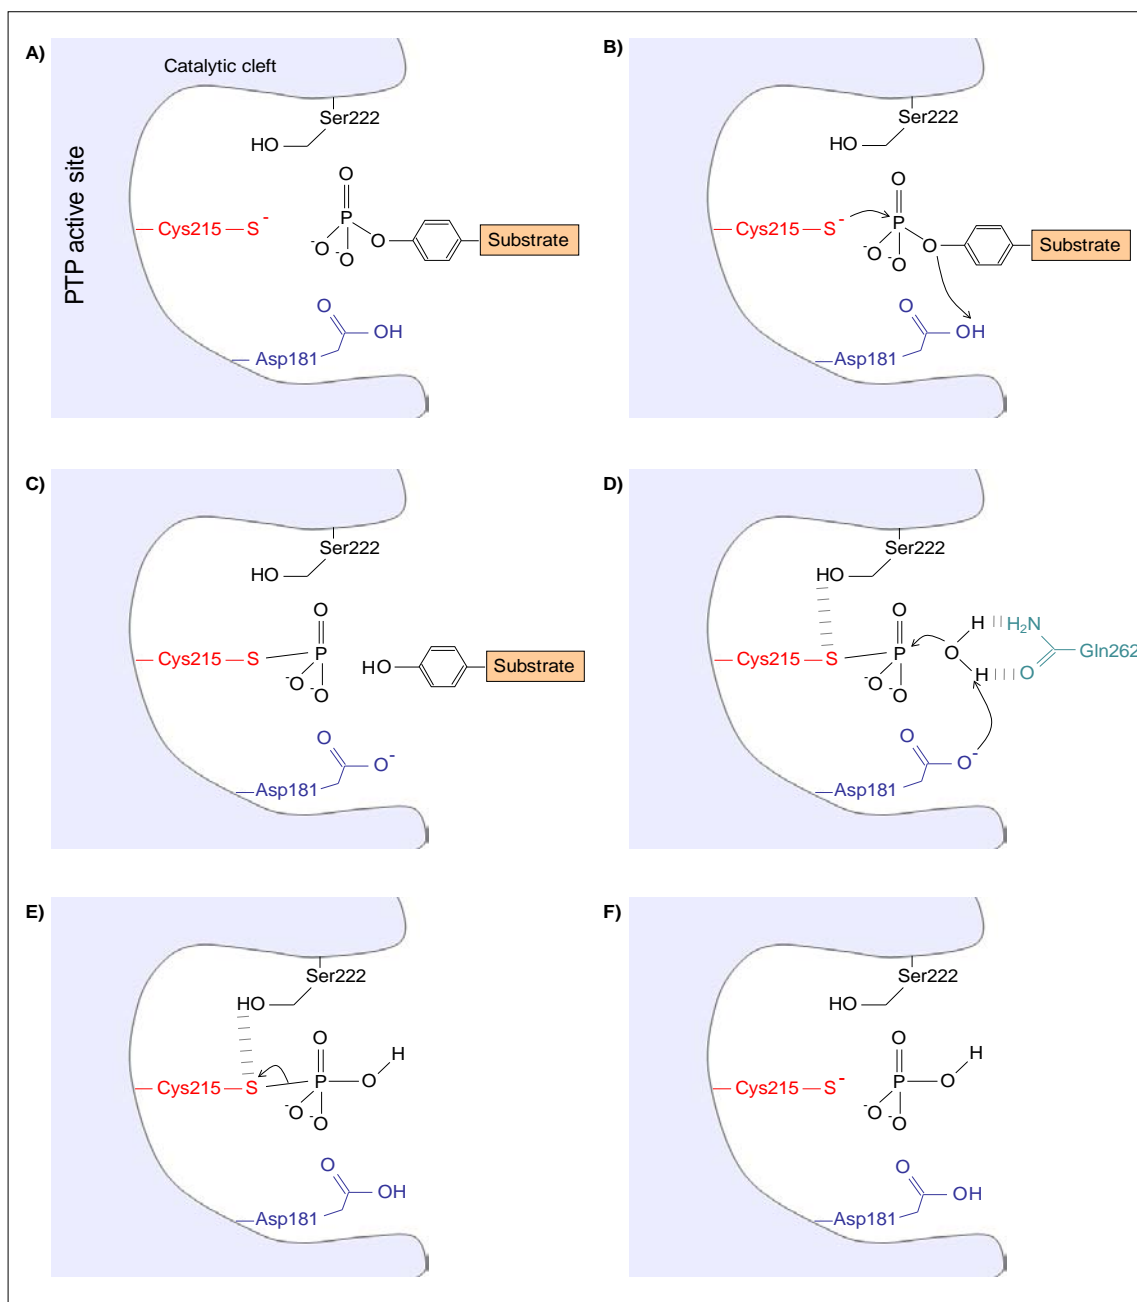 A)
Catalytic cleft
PTP active site
Ser222
HO
O
P
-O
-O
O
Cys215 S-
Substrate
O
OH
Asp181
B)
Ser222
HO
O
P
-O
-O
O
Cys215 S-
Substrate
O
OH
Asp181
C)
Ser222
HO
O
Cys215 S
P
-O
-O
HO
Substrate
O
O-
Asp181
D)
Ser222
HO
O
H
H2N
Cys215 S
P
O
Gln262
-O
-O
H
O
O
O-
Asp181
E)
Ser222
HO
O
H
Cys215 S
P
O
-O
-O
O
OH
Asp181
F)
Ser222
HO
O
H
Cys215 S-
P
O
-O
-O
O
OH
Asp181